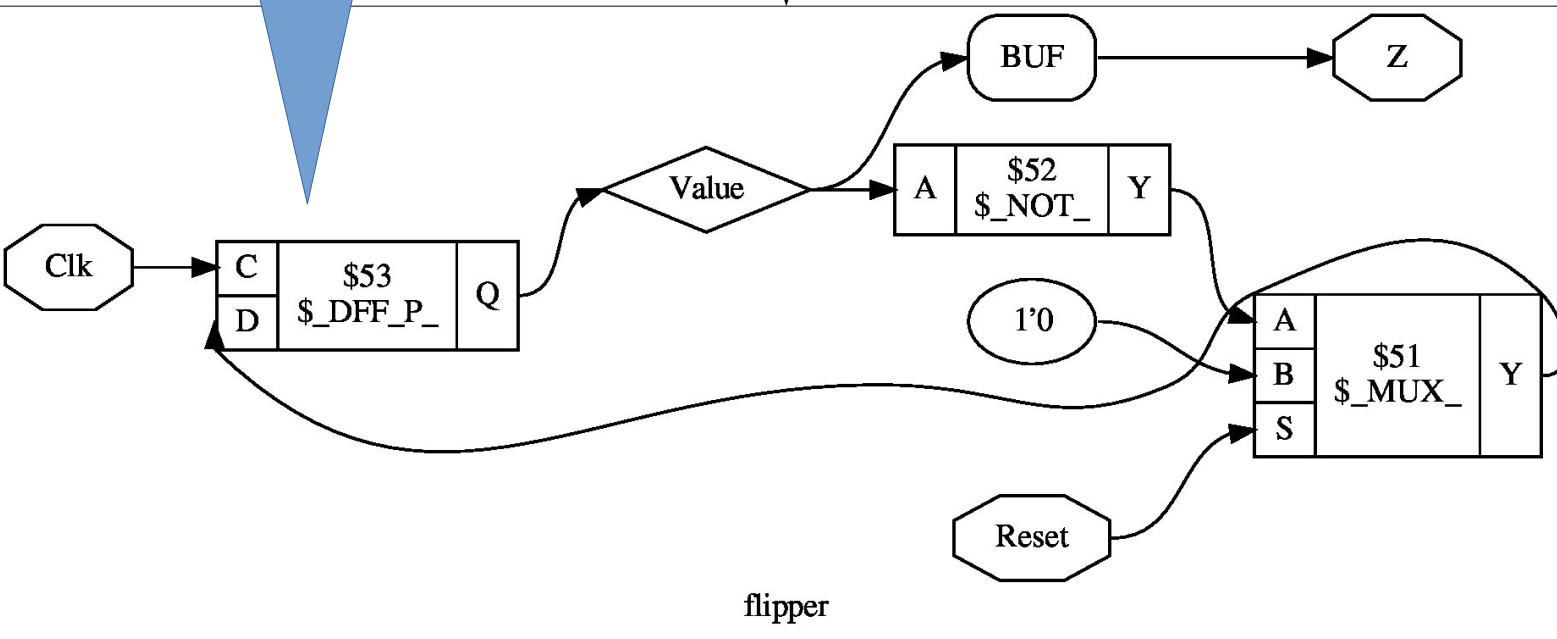 BUF
Z
Value
A
$52
$_NOT_
Y
Clk
C
D
$53
$_DFF_P_
Q
1'0
A
B
S
$51
$_MUX_
Y
Reset
flipper